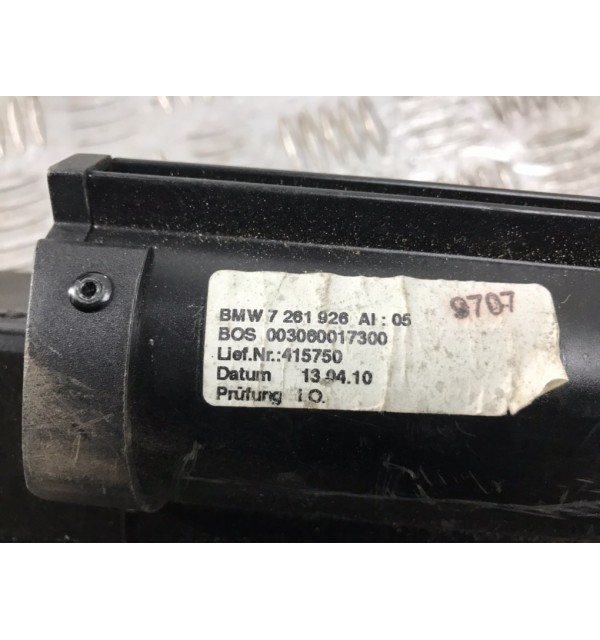 9707
BMW 7 261 926 AI : 05
BOS 003060017300
Lief.Nr.:415750
Datum 13.04.10
Prüfung i.O.